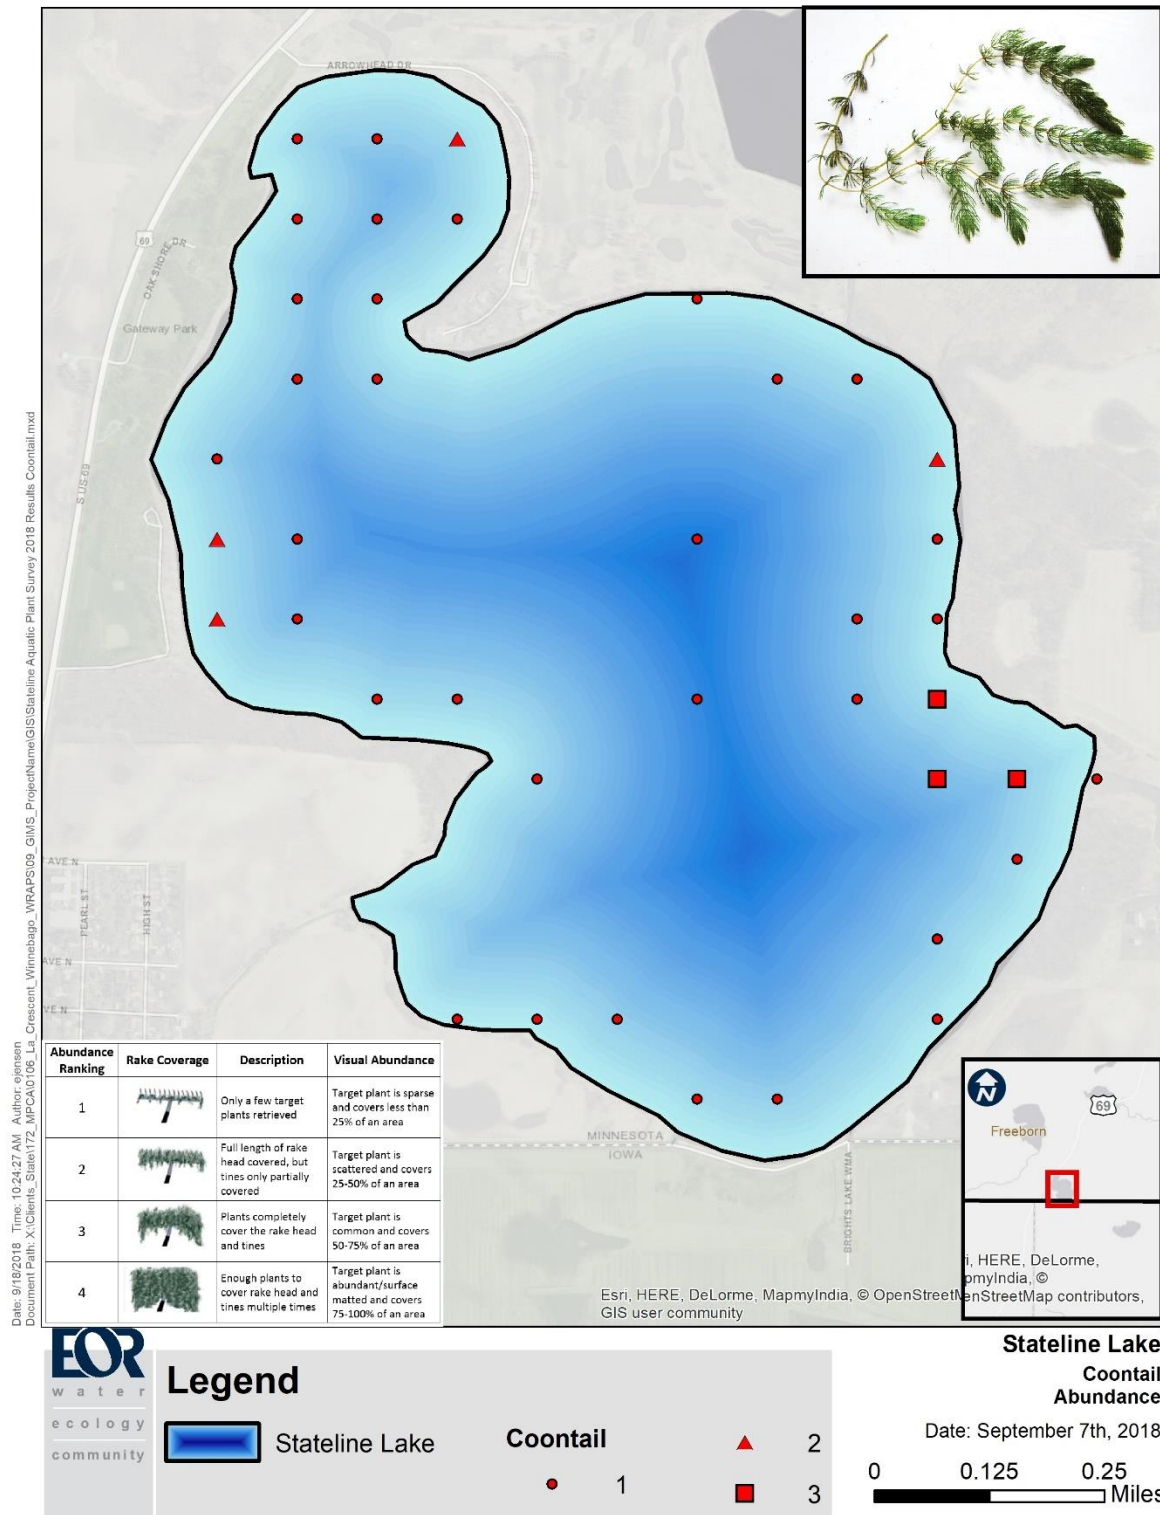 ARROWHEAD DR
69
OAK SHORE DR
Gateway Park
S US 69
AVE N
PEARL ST
HIGH ST
AVE N
VE N
MINNESOTA
IOWA
BRIGHTS LAKE WMA
Date: 9/18/2018 Time: 10:24:27 AM Author: ejensen
Document Path: X:\Clients_State\172_MPCA\0106_La_Crescent_Winnebago_WRAPS\09_GIMS_ProjectName\GIS\Stateline Aquatic Plant Survey 2018 Results Coontail.mxd
Abundance Ranking
Rake Coverage
Description
Visual Abundance
1
Only a few target
plants retrieved
Target plant is sparse
and covers less than
25% of an area
2
Full length of rake
head covered, but
tines only partially
covered
Target plant is
scattered and covers
25-50% of an area
3
Plants completely
cover the rake head
and tines
Target plant is
common and covers
50-75% of an area
4
Enough plants to
cover rake head and
tines multiple times
Target plant is
abundant/surface
matted and covers
75-100% of an area
N
69
Freeborn
ri, HERE, DeLorme,
pmyIndia, ©
enStreetMap contributors,
Esri, HERE, DeLorme, MapmyIndia, © OpenStreetM
GIS user community
EOR
water
ecology
community
Legend
Stateline Lake
Coontail
1
2
3
Stateline Lake
Coontail
Abundance
Date: September 7th, 2018
0 0.125 0.25
Miles